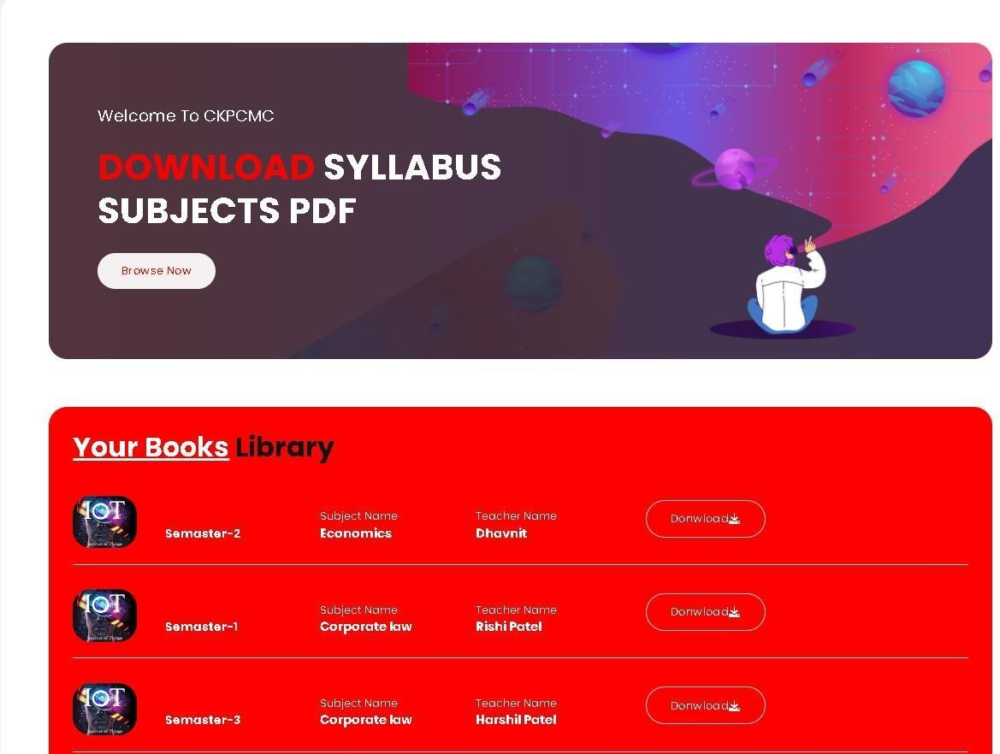 Welcome To CKPCMC
DOWNLOAD SYLLABUS
SUBJECTS PDF
Browse Now
Your Books Library
IOT
Internet of Things
Semaster-2
Subject Name
Economics
Teacher Name
Dhavnit
Donwload
IOT
Internet of Things
Semaster-1
Subject Name
Corporate law
Teacher Name
Rishi Patel
Donwload
IOT
Internet of Things
Semaster-3
Subject Name
Corporate law
Teacher Name
Harshil Patel
Donwload